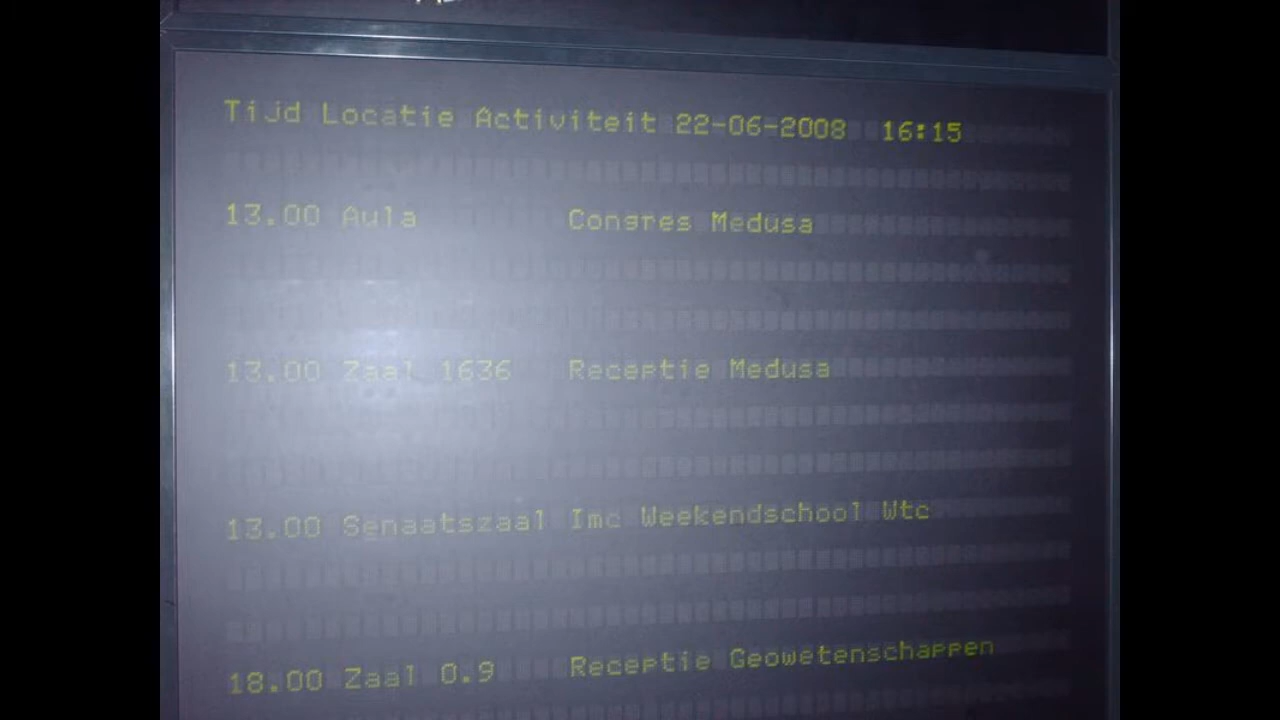 Tijd Locatie Activiteit 22-06-2008 16:15
13.00 Aula Congres Medusa
13.00 Zaal 1636 Receptie Medusa
13.00 Senaatszaal Imc Weekendschool Wtc
18.00 Zaal 0.9 Receptie Geowetenschappen